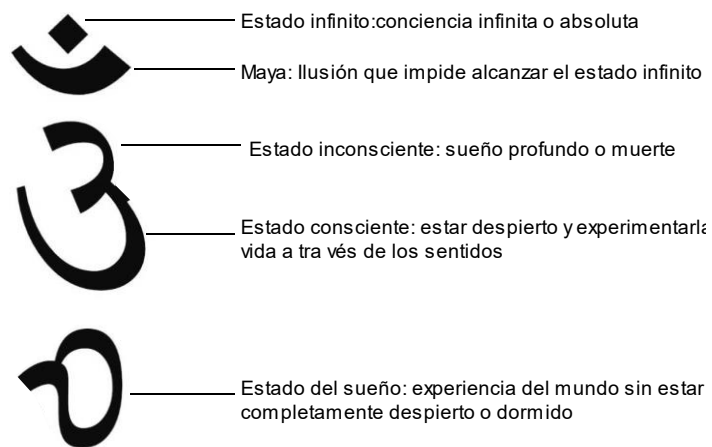 Estado infinito:conciencia infinita o absoluta
Maya: Ilusión que impide alcanzar el estado infinito
Estado inconsciente: sueño profundo o muerte
Estado consciente: estar despierto y experimentarla
vida a tra vés de los sentidos
Estado del sueño: experiencia del mundo sin estar
completamente despierto o dormido